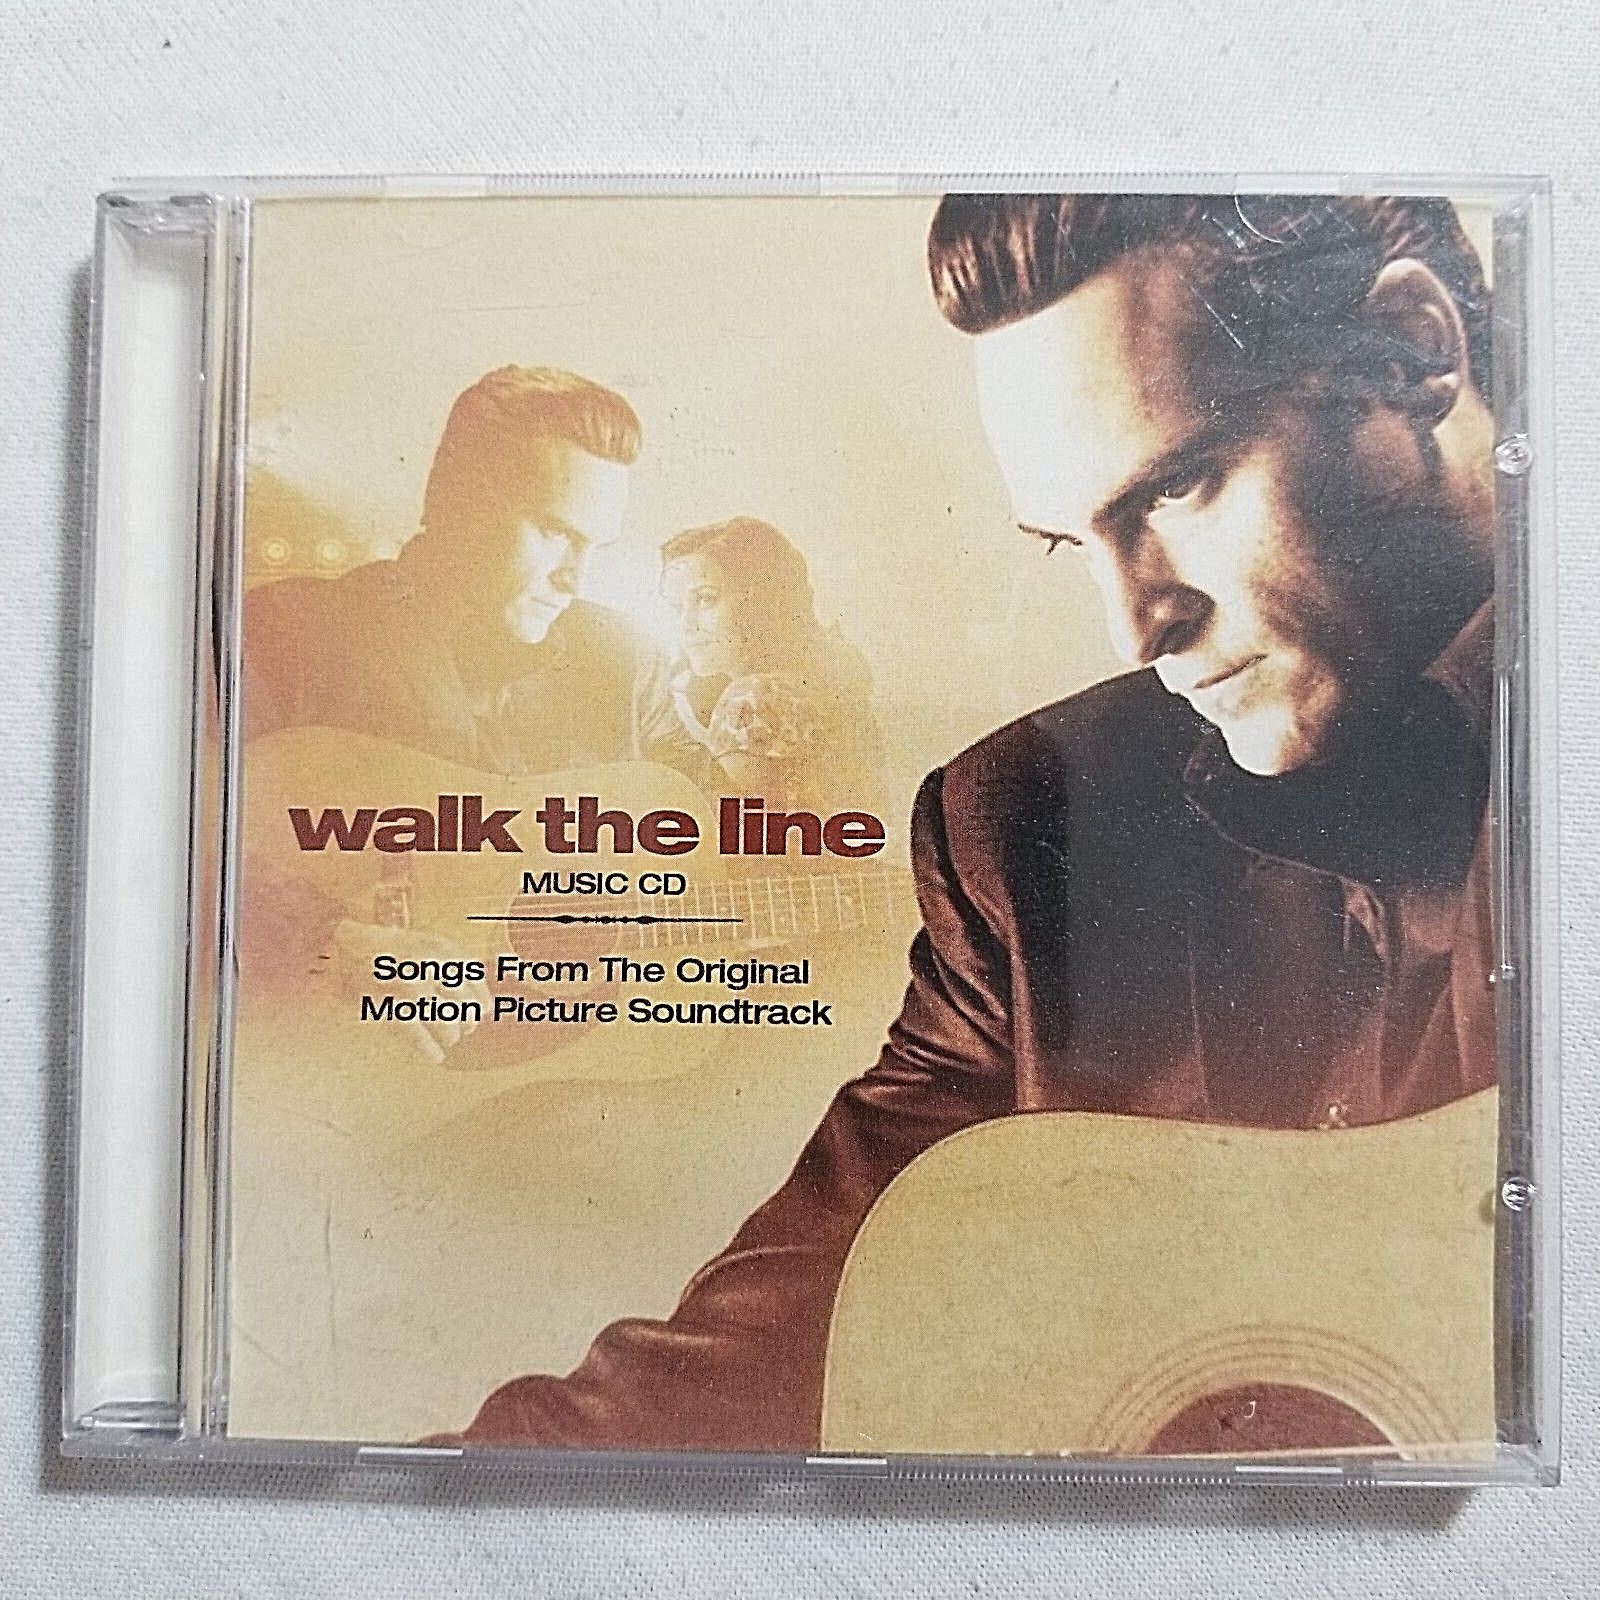 walk the line
MUSIC CD
Songs From The Original
Motion Picture Soundtrack